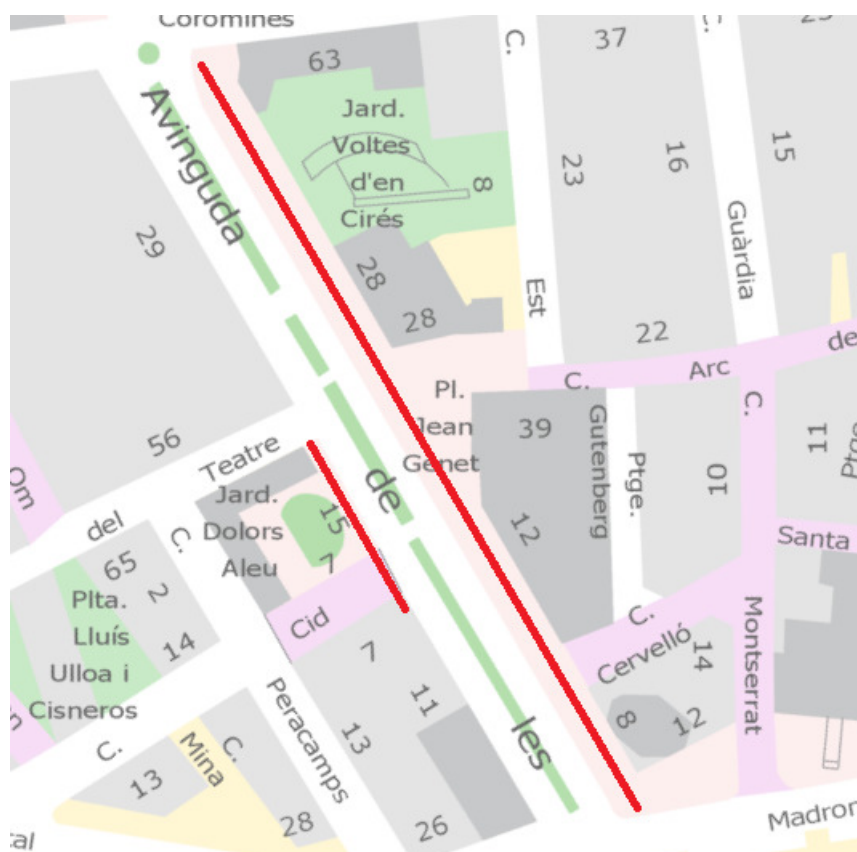 Coromines
63
C.
37
C.
Avinguda
Jard.
Voltes
d'en
Cirés
8
23
16
15
29
Guàrdia
28
Est
28
22
de
Pl.
Jean
Genet
C.
Arc
C.
56
Teatre
39
Gutenberg
Ptge.
10
11
Om
del
Jard.
Dolors
Aleu
15
7
de
12
C.
Santa
65
2
Plta.
Lluís
Ulloa i
Cisneros
14
Cid
7
C.
Cervelló
14
Montserrat
Peracamps
11
8
12
C.
Mina
C.
13
les
13
28
26
Madron
al